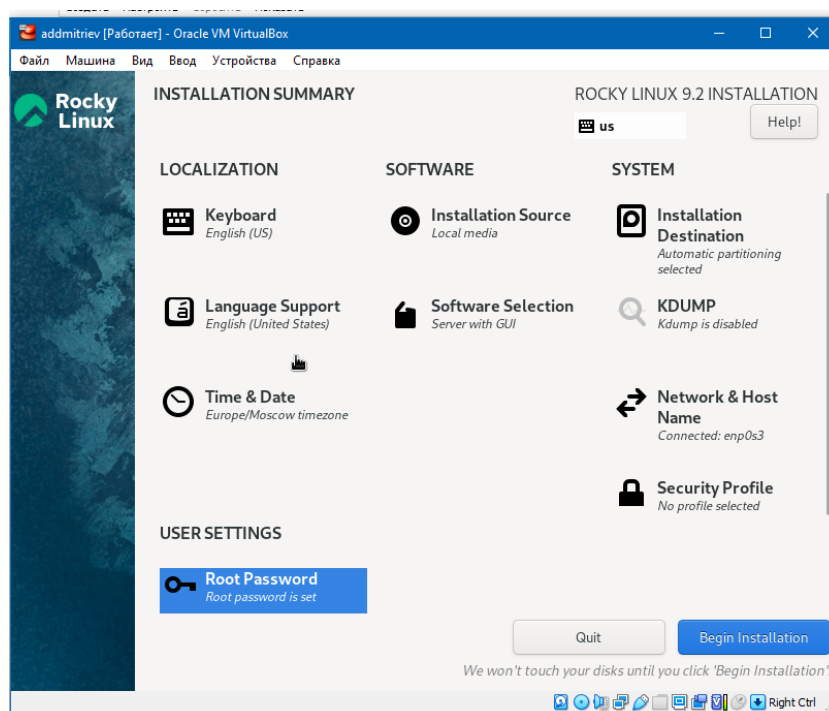 Создать Настроить Сбросить Показать
addmitriev [Работает] - Oracle VM VirtualBox
Файл Машина Вид Ввод Устройства Справка
Rocky
Linux
INSTALLATION SUMMARY
ROCKY LINUX 9.2 INSTALLATION
us
Help!
LOCALIZATION
SOFTWARE
SYSTEM
Keyboard
English (US)
Installation Source
Local media
Installation
Destination
Automatic partitioning
selected
Language Support
English (United States)
Software Selection
Server with GUI
KDUMP
Kdump is disabled
Time & Date
Europe/Moscow timezone
Network & Host
Name
Connected: enp0s3
Security Profile
No profile selected
USER SETTINGS
Root Password
Root password is set
Quit
Begin Installation
We won't touch your disks until you click 'Begin Installation'.
Right Ctrl